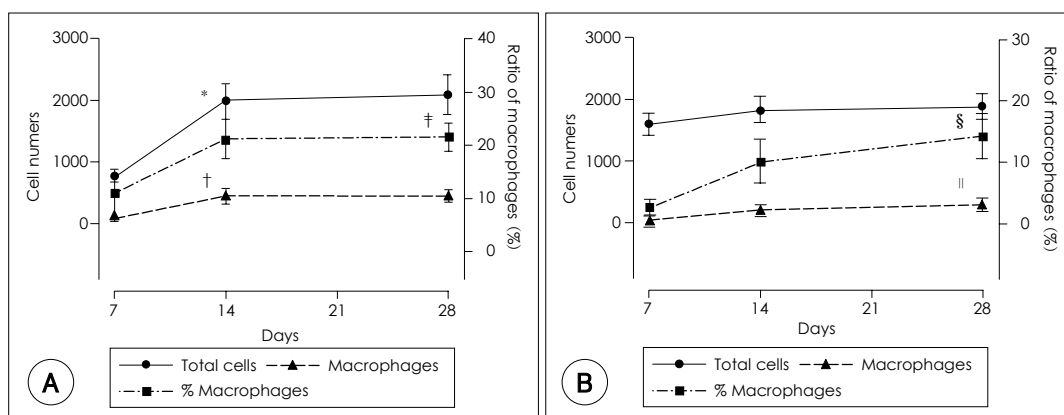 3000
2000
1000
0
Cell numers
40
30
20
10
0
Ratio of macrophages (%)
*
†
‡
7 14 21 28
Days
Total cells Macrophages
% Macrophages
A
3000
2000
1000
0
Cell numers
30
20
10
0
Ratio of macrophages (%)
§
||
7 14 21 28
Days
Total cells Macrophages
% Macrophages
B